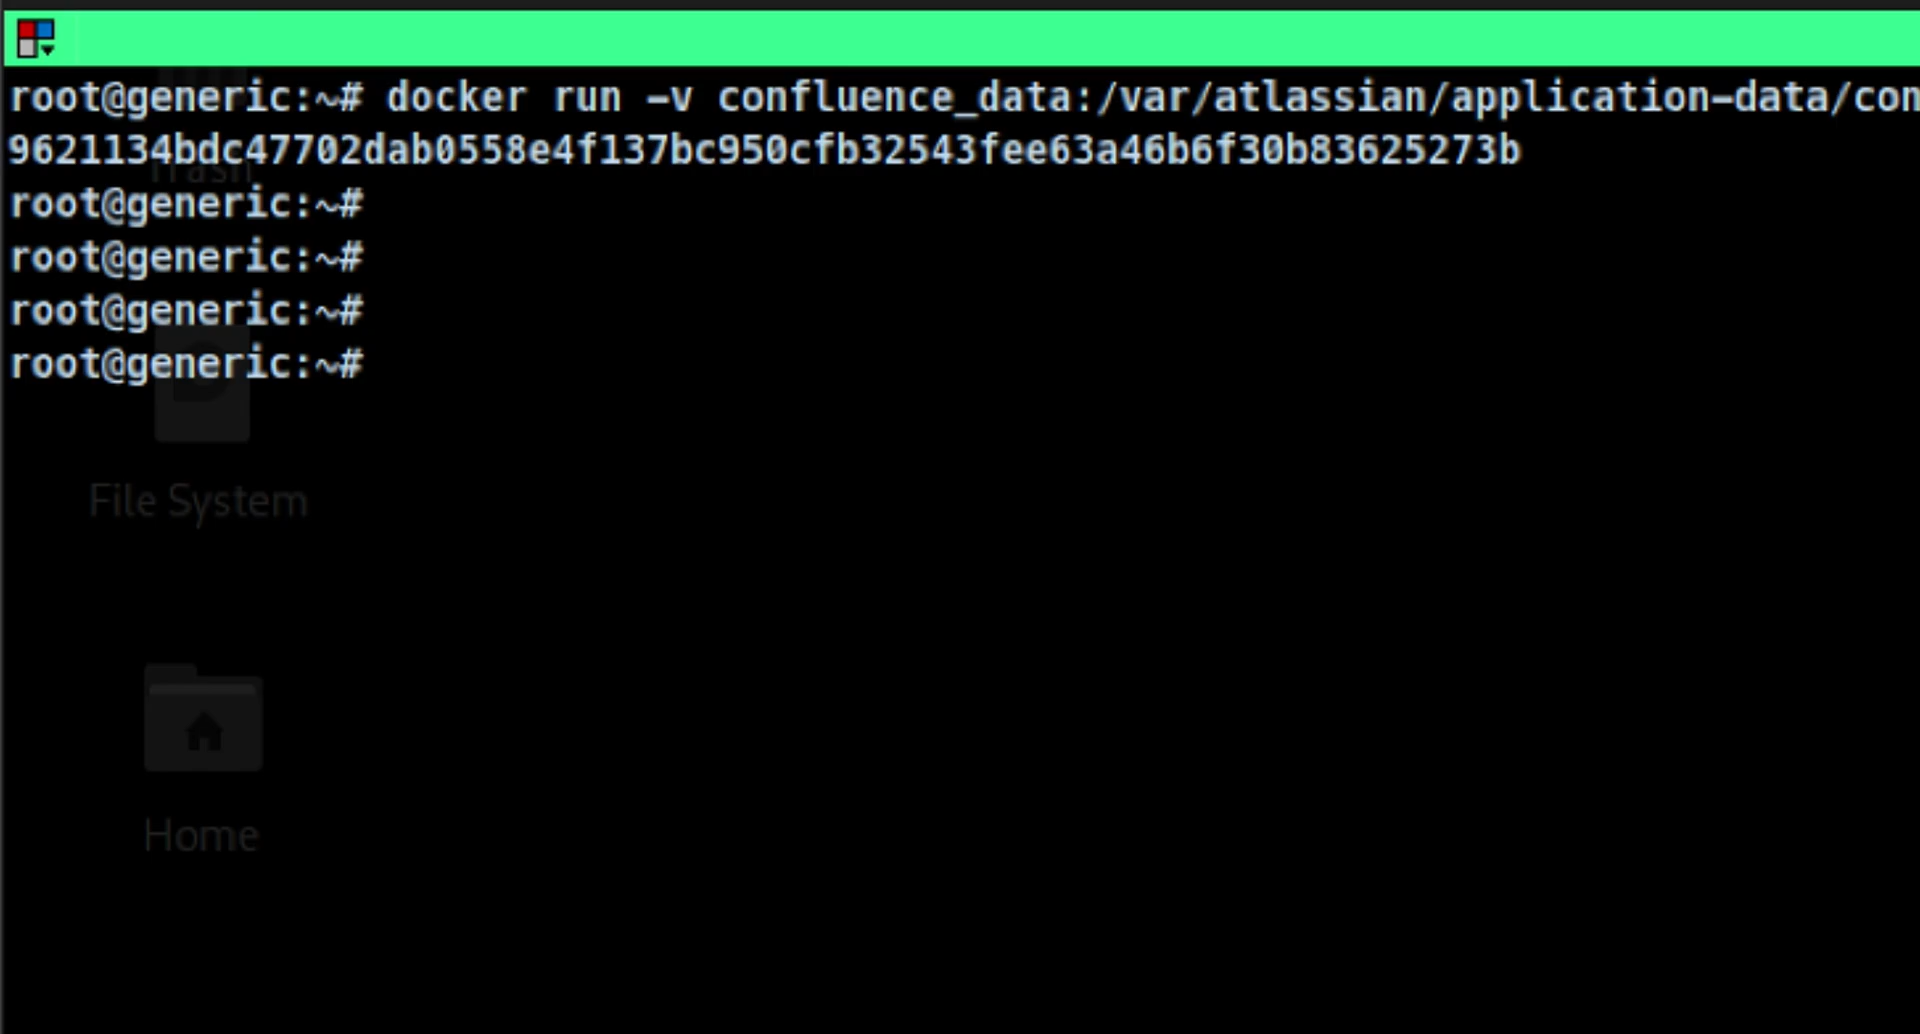 root@generic:~# docker run -v confluence_data:/var/atlassian/application-data/con
9621134bdc47702dab0558e4f137bc950cfb32543fee63a46b6f30b83625273b
Trash
root@generic:~#
root@generic:~#
root@generic:~#
root@generic:~#
File System
Home